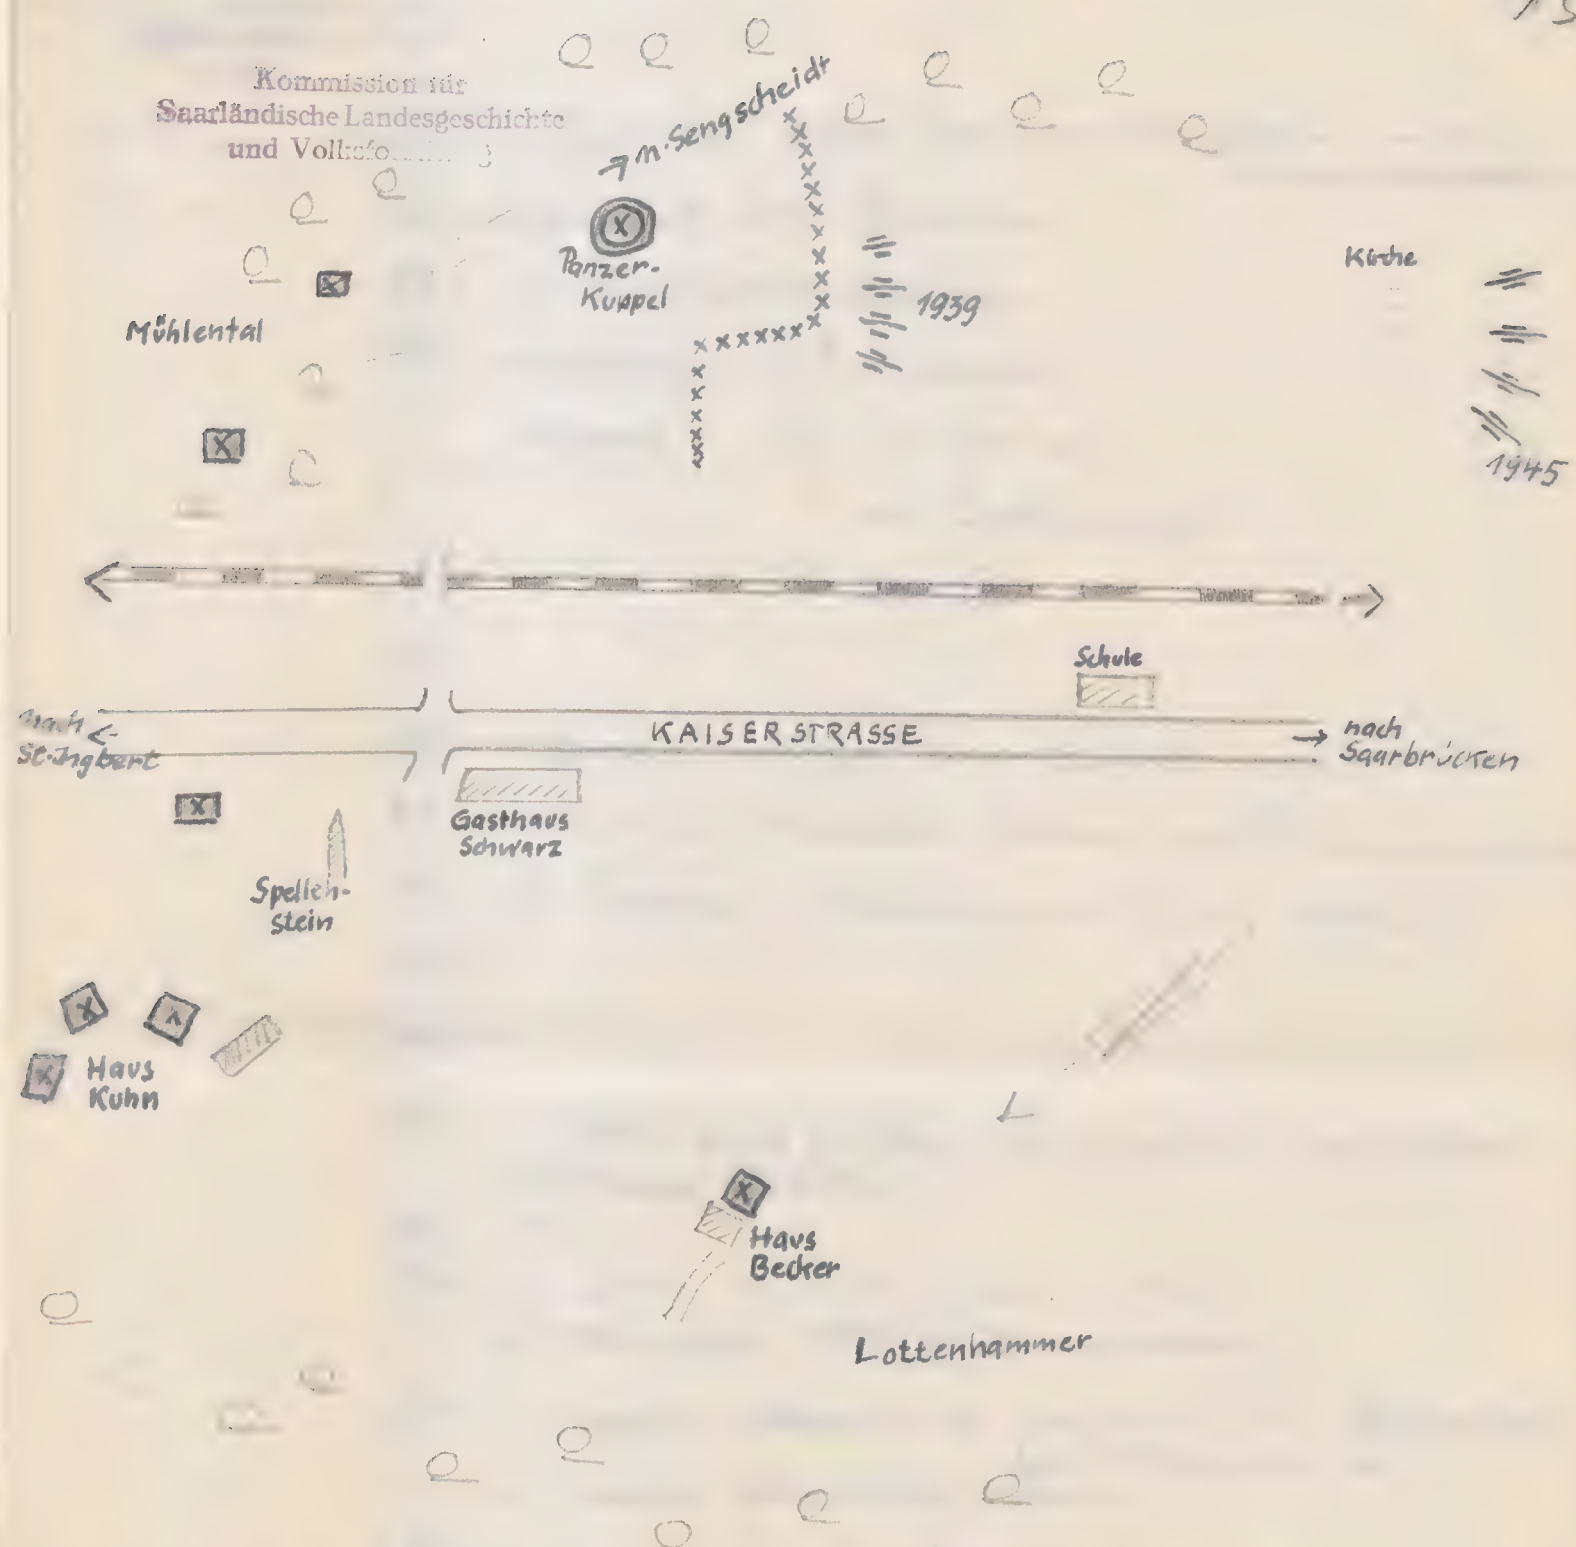 Kommission für
Saarländische Landesgeschichte
und
n. Sengscheidt
Panzer-
Kuppel
1939
Kirche
Mühlental
1945
Schule
nach
St. Ingbert
KAISERSTRASSE
nach
Saarbrücken
Gasthaus
Schwarz
Spellen-
stein
Haus
Kuhn
Haus
Becker
Lottenhammer